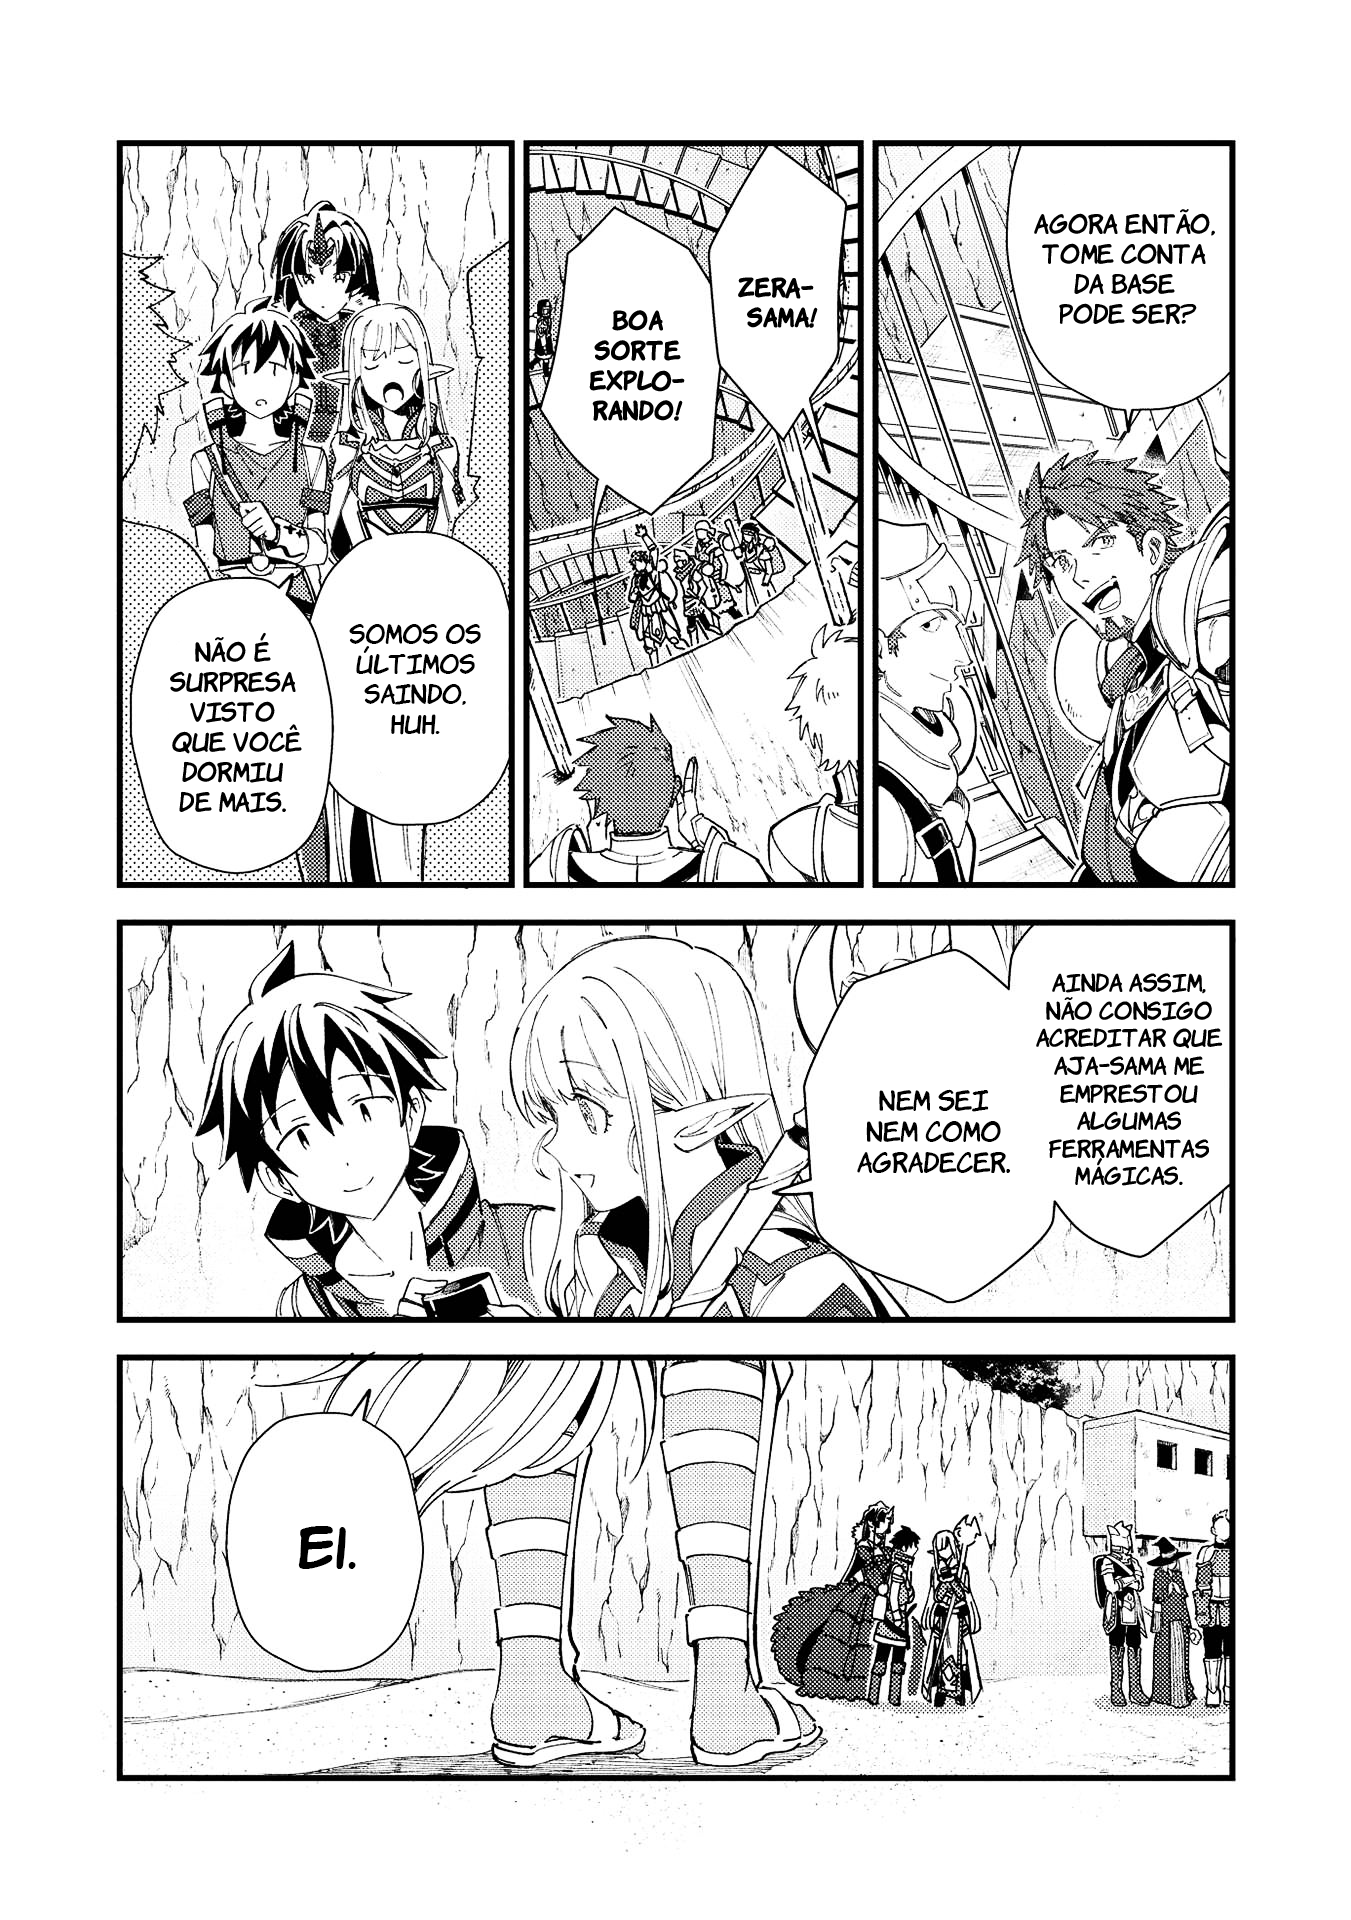 AGORA ENTÃO,
TOME CONTA
DA BASE
PODE SER?
ZERA-
SAMA!
BOA
SORTE
EXPLO-
RANDO!
SOMOS OS
ÚLTIMOS
SAINDO,
HUH.
NÃO É
SURPRESA
VISTO
QUE VOCÊ
DORMIU
DE MAIS.
AINDA ASSIM,
NÃO CONSIGO
ACREDITAR QUE
AJA-SAMA ME
EMPRESTOU
ALGUMAS
FERRAMENTAS
MÁGICAS.
NEM SEI
NEM COMO
AGRADECER.
EI.